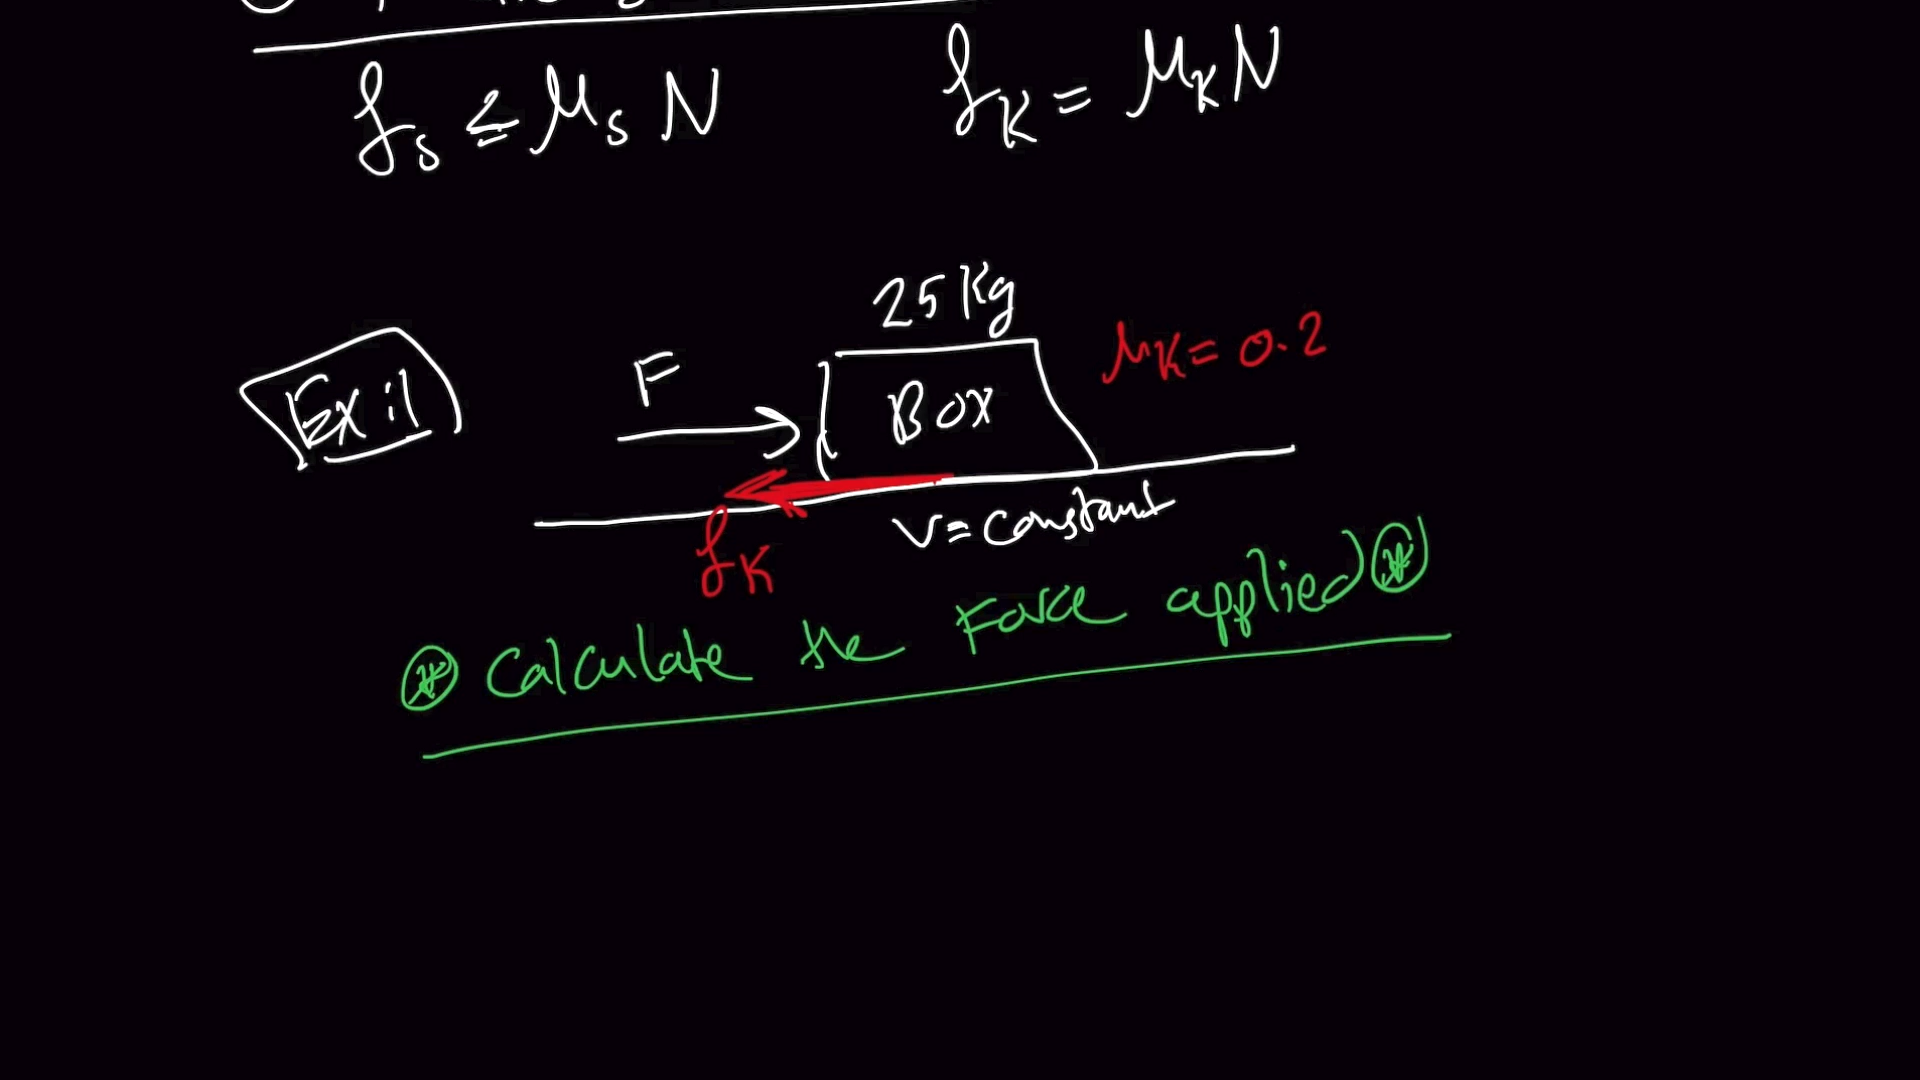 fs ≤ μs N
fK = μK N
25 Kg
Ex:1
F
Box
μK = 0.2
fK
V = Constant
Calculate the Force applied